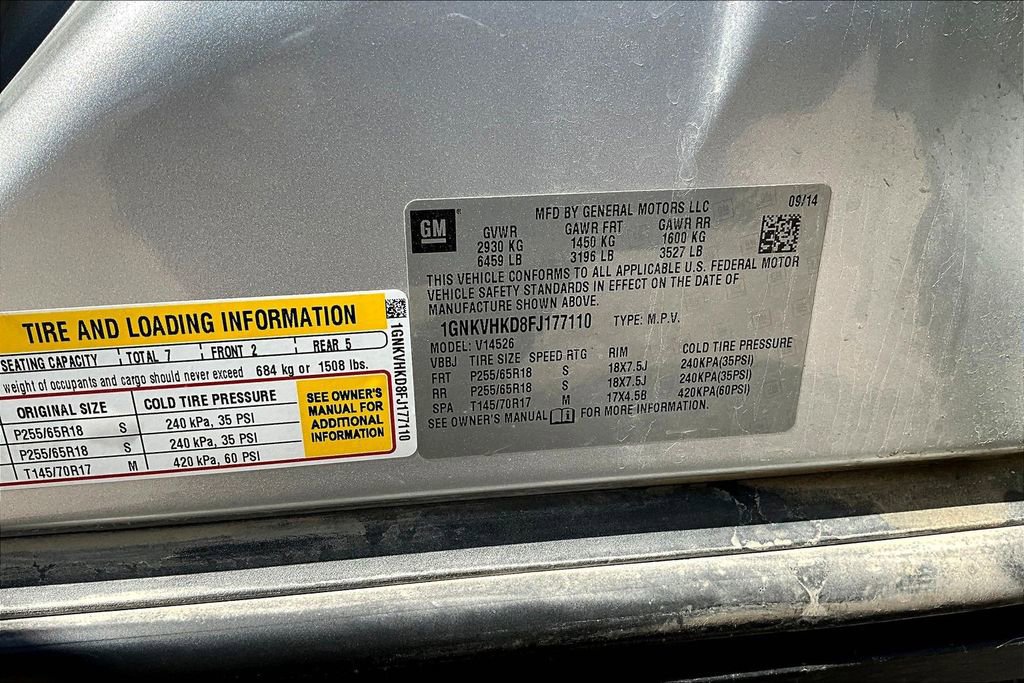 GM
MFD BY GENERAL MOTORS LLC
09/14
GVWR GAWR FRT GAWR RR
2930 KG 1450 KG 1600 KG
6459 LB 3196 LB 3527 LB
THIS VEHICLE CONFORMS TO ALL APPLICABLE U.S. FEDERAL MOTOR
VEHICLE SAFETY STANDARDS IN EFFECT ON THE DATE OF
MANUFACTURE SHOWN ABOVE.
1GNKVHKD8FJ177110 TYPE: M.P.V.
MODEL: V14526
VBBJ TIRE SIZE SPEED RTG RIM COLD TIRE PRESSURE
FRT P255/65R18 S 18X7.5J 240KPA(35PSI)
RR P255/65R18 S 18X7.5J 240KPA(35PSI)
SPA T145/70R17 M 17X4.5B 420KPA(60PSI)
SEE OWNER'S MANUAL i FOR MORE INFORMATION.
TIRE AND LOADING INFORMATION
SEATING CAPACITY TOTAL 7 FRONT 2 REAR 5
weight of occupants and cargo should never exceed 684 kg or 1508 lbs.
ORIGINAL SIZE COLD TIRE PRESSURE
P255/65R18 S 240 kPa, 35 PSI
P255/65R18 S 240 kPa, 35 PSI
T145/70R17 M 420 kPa, 60 PSI
SEE OWNER'S
MANUAL FOR
ADDITIONAL
INFORMATION
1GNKVHKD8FJ177110